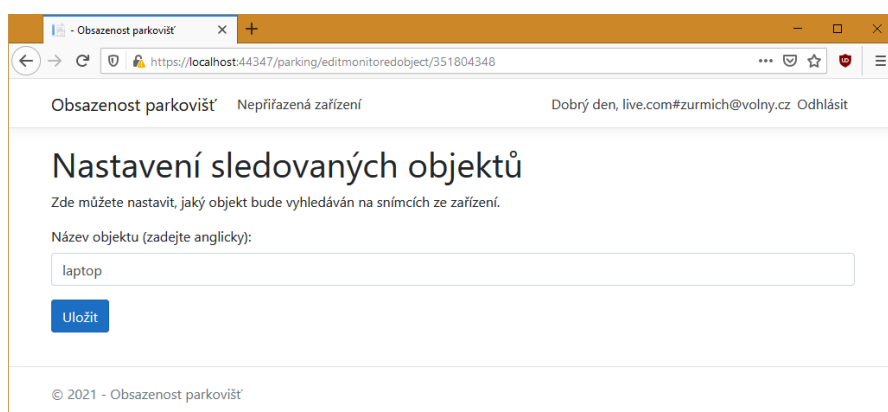 - Obsazenost parkovišť
https://localhost:44347/parking/editmonitoredobject/351804348
Obsazenost parkovišť Nepřiřazená zařízení Dobrý den, live.com#zurmich@volny.cz Odhlásit
Nastavení sledovaných objektů
Zde můžete nastavit, jaký objekt bude vyhledáván na snímcích ze zařízení.
Název objektu (zadejte anglicky):
laptop
Uložit
© 2021 - Obsazenost parkovišť